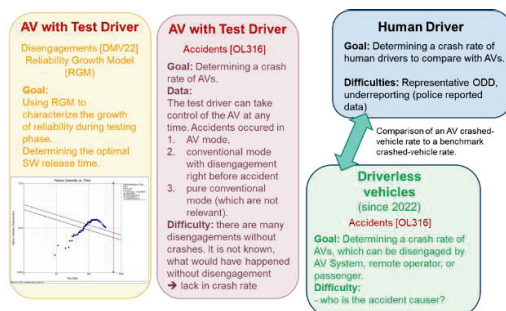 AV with Test Driver
Disengagements [DMV22]
Reliability Growth Model
(RGM)
Goal:
Using RGM to
characterize the growth
of reliability during testing
phase.
Determining the optimal
SW release time.
AV with Test Driver
Accidents [OL316]
Goal: Determining a crash
rate of AVs.
Data:
The test driver can take
control of the AV at any
time. Accidents occured in
1. AV mode,
2. conventional mode
with disengagement
right before accident
3. pure conventional
mode (which are not
relevant).
Difficulty: there are many
disengagements without
crashes. It is not known,
what would have happened
without disengagement
➔ lack in crash rate
Human Driver
Goal: Determining a crash rate of
human drivers to compare with AVs.
Difficulties: Representative ODD,
underreporting (police reported
data)
Comparison of an AV crashed-
vehicle rate to a benchmark
crashed-vehicle rate.
Driverless
vehicles
(since 2022)
Accidents [OL316]
Goal: Determining a crash rate of
AVs, which can be disengaged by
AV System, remote operator, or
passenger.
Difficulty:
- who is the accident causer?